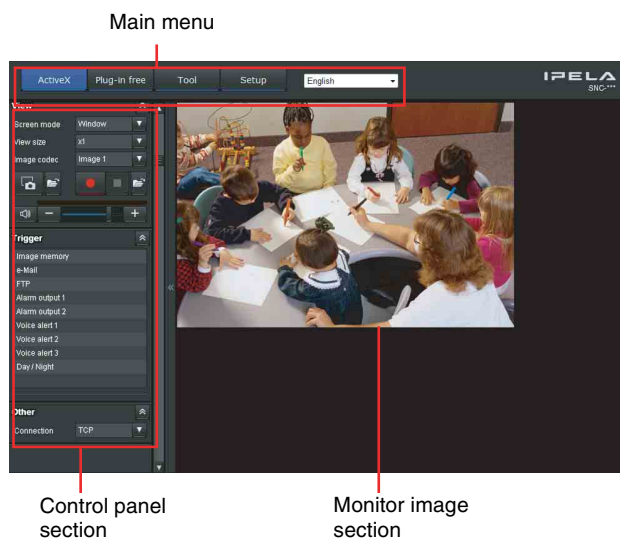 Main menu
ActiveX Plug-in free Tool Setup English
IPELA
SNC-***
View
Screen mode Window
View size x1
Image codec Image 1
Trigger
Image memory
e-Mail
FTP
Alarm output 1
Alarm output 2
Voice alert 1
Voice alert 2
Voice alert 3
Day / Night
Other
Connection TCP
Control panel
section
Monitor image
section